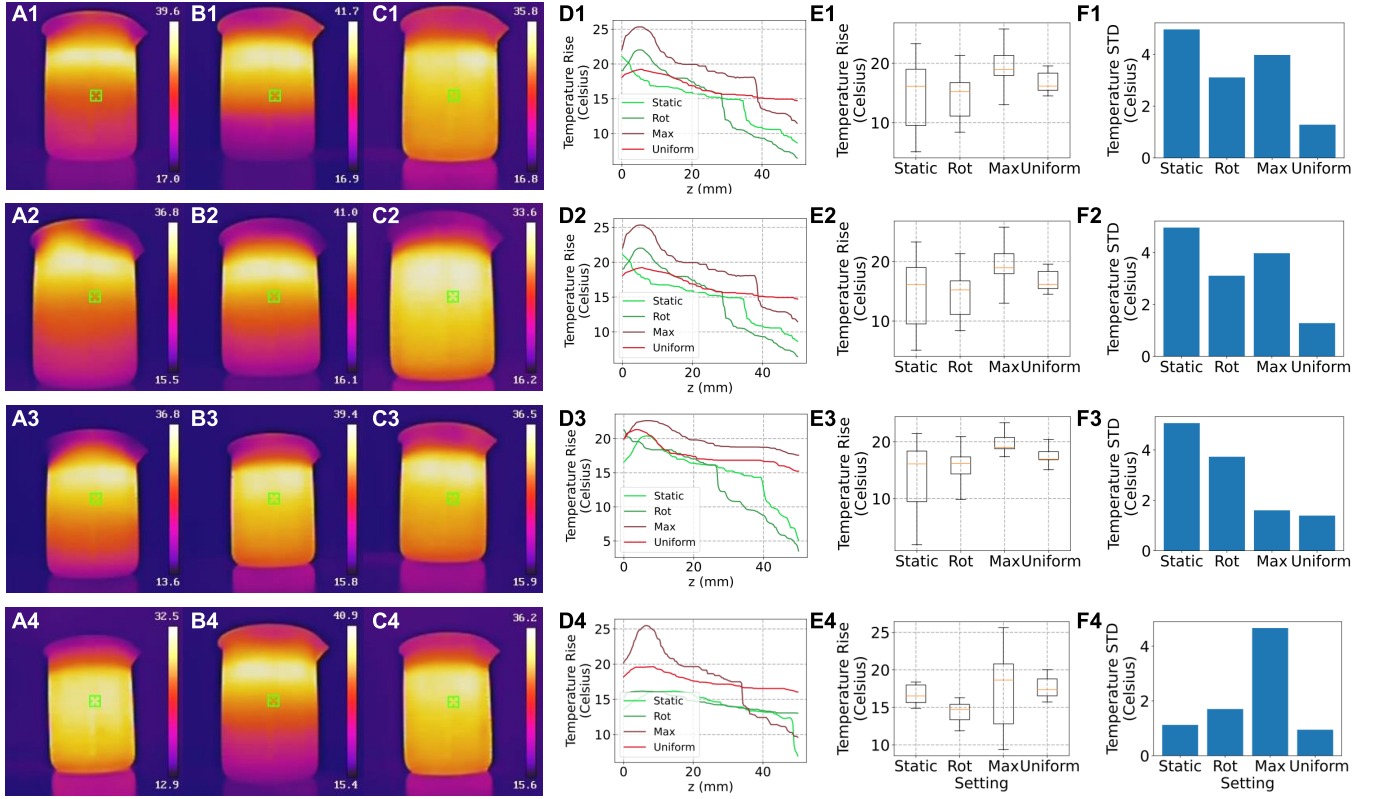 A1 39.6 B1 41.7 C1 35.8 D1 E1 F1
17.0 16.9 16.8
Temperature Rise
(Celsius)
25
20
15
10
Static
Rot
Max
Uniform
0 20 40
z (mm)
Temperature Rise
(Celsius)
20
10
Static Rot Max Uniform
Temperature STD
(Celsius)
4
2
0
Static Rot Max Uniform
A2 36.8 B2 41.0 C2 33.6 D2 E2 F2
15.5 16.1 16.2
Temperature Rise
(Celsius)
25
20
15
10
Static
Rot
Max
Uniform
0 20 40
z (mm)
Temperature Rise
(Celsius)
20
10
Static Rot Max Uniform
Temperature STD
(Celsius)
4
2
0
Static Rot Max Uniform
A3 36.8 B3 39.4 C3 36.5 D3 E3 F3
13.6 15.8 15.9
Temperature Rise
(Celsius)
20
15
10
5
Static
Rot
Max
Uniform
0 20 40
z (mm)
Temperature Rise
(Celsius)
20
10
Static Rot Max Uniform
Temperature STD
(Celsius)
4
2
0
Static Rot Max Uniform
A4 32.5 B4 40.9 C4 36.2 D4 E4 F4
12.9 15.4 15.6
Temperature Rise
(Celsius)
25
20
15
10
Static
Rot
Max
Uniform
0 20 40
z (mm)
Temperature Rise
(Celsius)
25
20
15
10
Static Rot Max Uniform
Setting
Temperature STD
(Celsius)
4
2
0
Static Rot Max Uniform
Setting